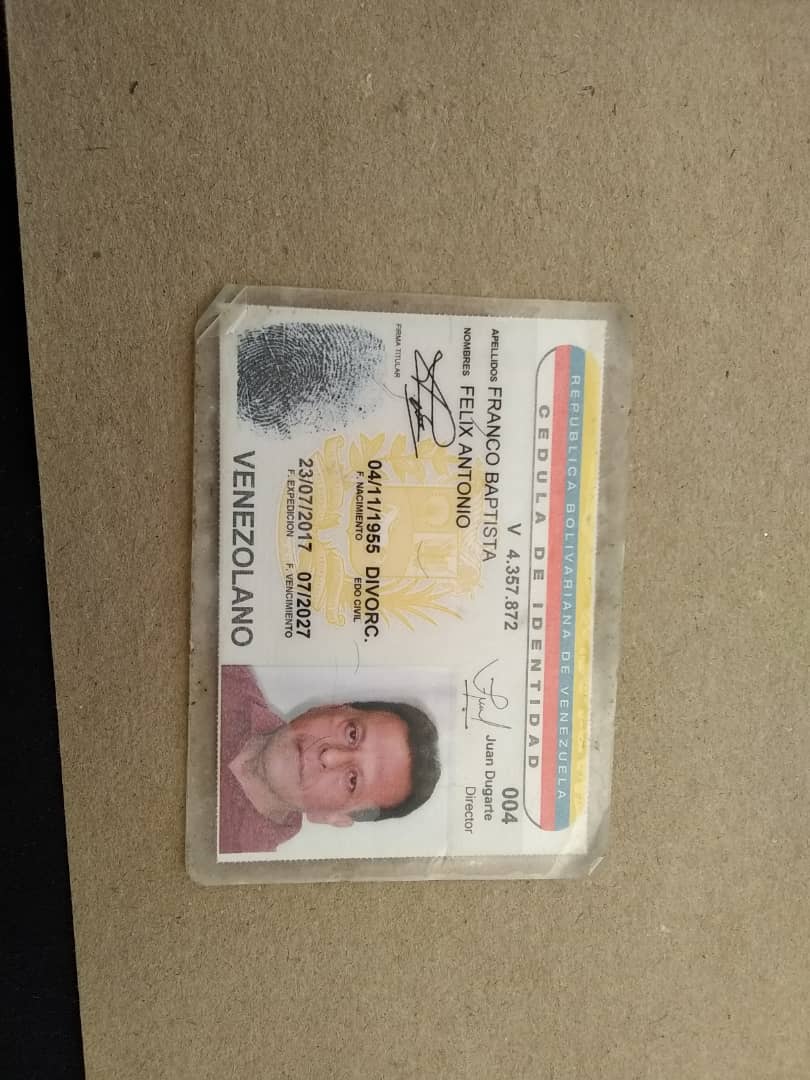 REPUBLICA BOLIVARIANA DE VENEZUELA
CEDULA DE IDENTIDAD
V 4.357.872
004
APELLIDOS FRANCO BAPTISTA
Juan Dugarte
NOMBRES FELIX ANTONIO
Director
FIRMA TITULAR
04/11/1955 DIVORC.
F. NACIMIENTO EDO CIVIL
23/07/2017 07/2027
F. EXPEDICION F. VENCIMIENTO
VENEZOLANO